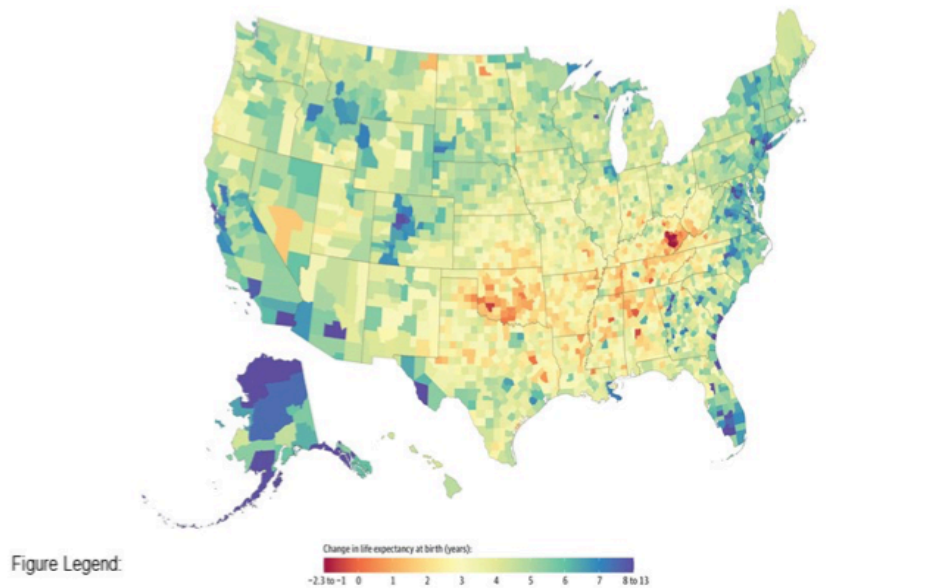 Change in life expectancy at birth (years):
Figure Legend:
−2.3 to −1 0 1 2 3 4 5 6 7 8 to 13